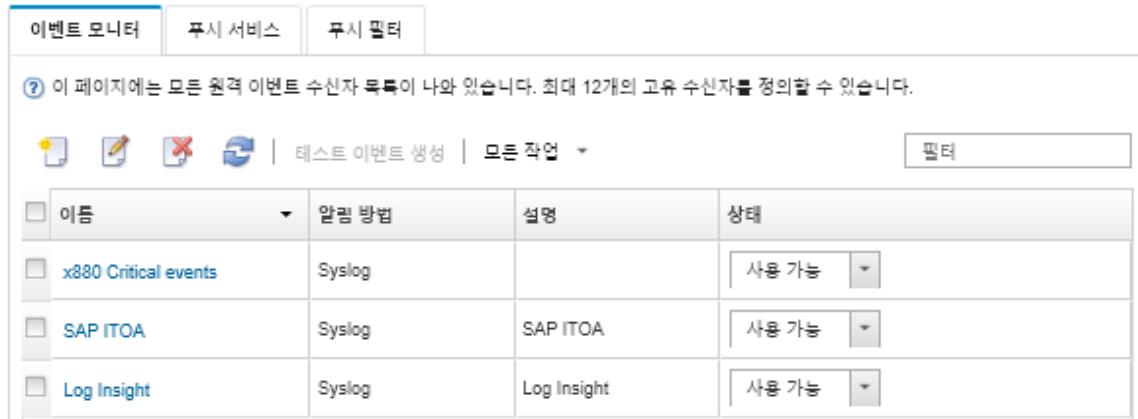 이벤트 모니터 푸시 서비스 푸시 필터
? 이 페이지에는 모든 원격 이벤트 수신자 목록이 나와 있습니다. 최대 12개의 고유 수신자를 정의할 수 있습니다.
테스트 이벤트 생성 모든 작업 필터
이름 알림 방법 설명 상태
x880 Critical events Syslog 사용 가능
SAP ITOA Syslog SAP ITOA 사용 가능
Log Insight Syslog Log Insight 사용 가능